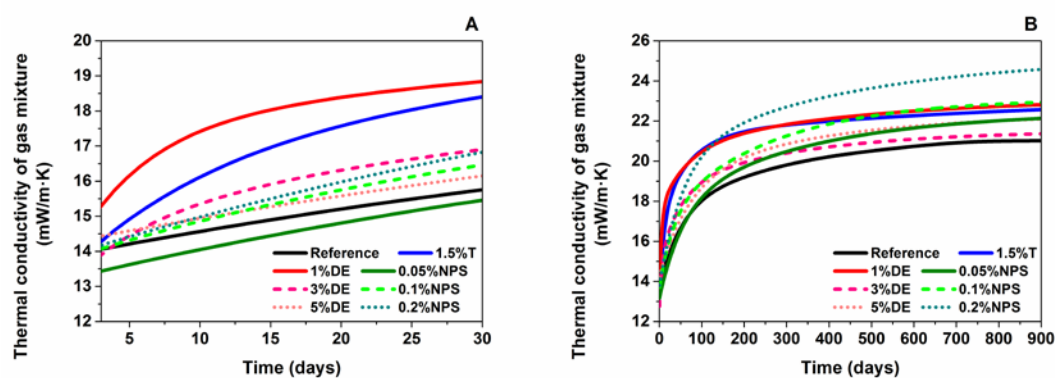 A
Thermal conductivity of gas mixture
(mW/m·K)
20
19
18
17
16
15
14
13
12
Reference
1.5%T
1%DE
0.05%NPS
3%DE
0.1%NPS
5%DE
0.2%NPS
5
10
15
20
25
30
Time (days)
B
Thermal conductivity of gas mixture
(mW/m·K)
26
24
22
20
18
16
14
12
Reference
1.5%T
1%DE
0.05%NPS
3%DE
0.1%NPS
5%DE
0.2%NPS
0
100
200
300
400
500
600
700
800
900
Time (days)